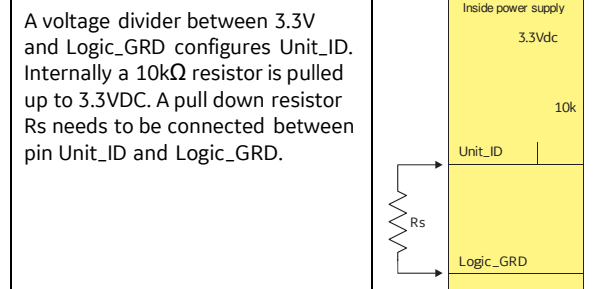 A voltage divider between 3.3V
and Logic_GRD configures Unit_ID.
Internally a 10kΩ resistor is pulled
up to 3.3VDC. A pull down resistor
Rs needs to be connected between
pin Unit_ID and Logic_GRD.
Inside power supply
3.3Vdc
10k
Unit_ID
Rs
Logic_GRD